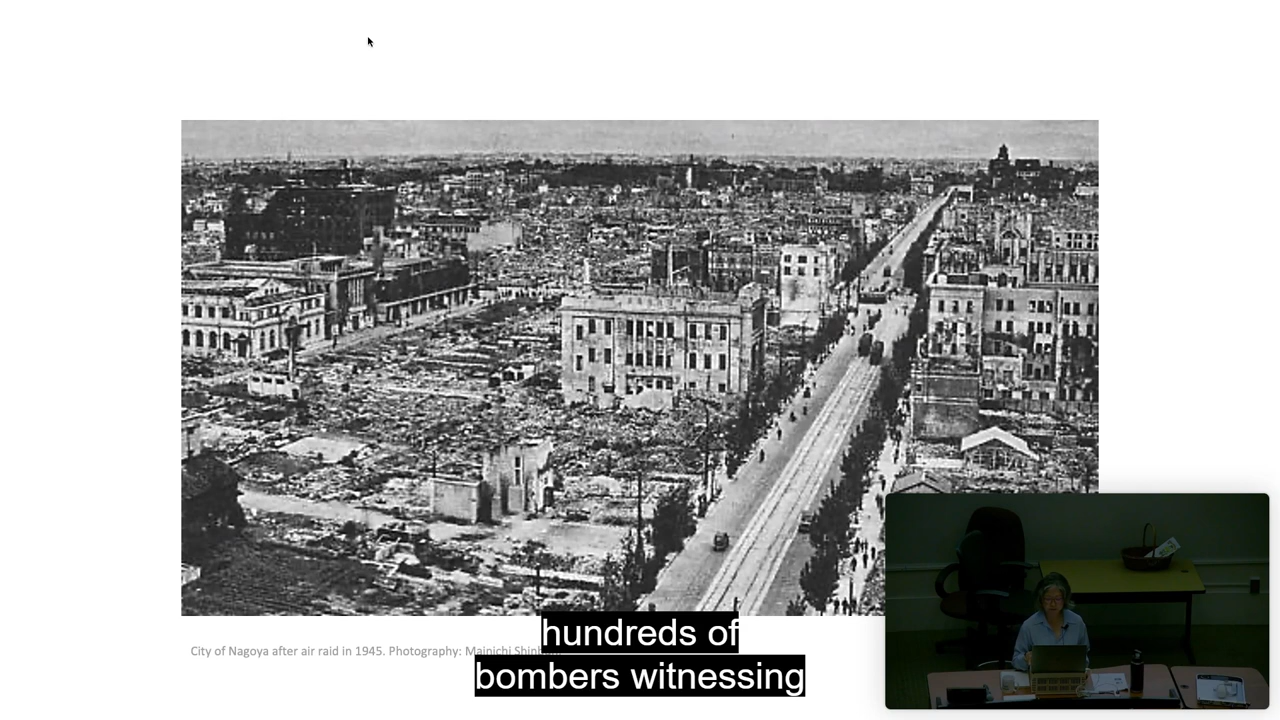 City of Nagoya after air raid in 1945. Photography: Mainichi
hundreds of
bombers witnessing